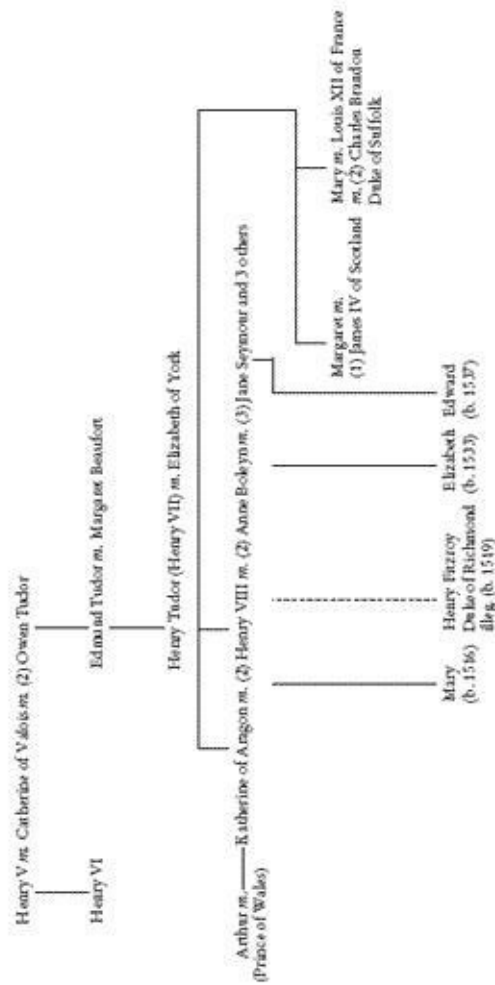 Henry V m. Catherine of Valois m. (2) Owen Tudor
Henry VI
Edmund Tudor m. Margaret Beaufort
Henry Tudor (Henry VII) m. Elizabeth of York
Arthur m.
(Prince of Wales)
Katherine of Aragon m. (2) Henry VIII m. (2) Anne Boleyn m. (3) Jane Seymour and 3 others
Margaret m.
(1) James IV of Scotland
Mary m. Louis XII of France
m. (2) Charles Brandon
Duke of Suffolk
Mary
(b. 1516)
Henry Fitzroy
Duke of Richmond
illeg. (b. 1519)
Elizabeth
(b. 1533)
Edward
(b. 1537)